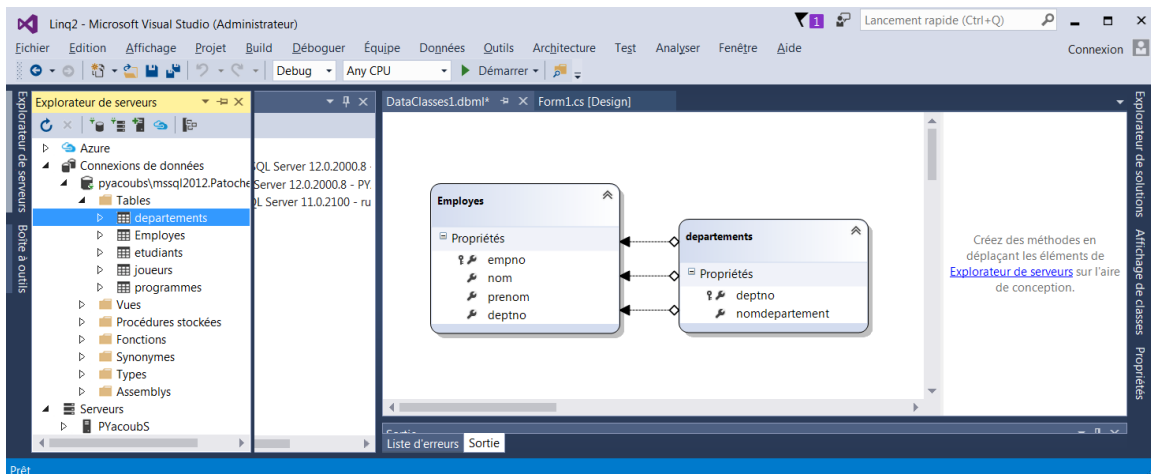 Linq2 - Microsoft Visual Studio (Administrateur)
1
Lancement rapide (Ctrl+Q)
Fichier Edition Affichage Projet Build Déboguer Équipe Données Outils Architecture Test Analyser Fenêtre Aide
Connexion
Debug Any CPU Démarrer
Explorateur de serveurs
Boîte à outils
Explorateur de serveurs
Azure
Connexions de données
pyacoubs\mssql2012.Patoche
Tables
departements
Employes
etudiants
joueurs
programmes
Vues
Procédures stockées
Fonctions
Synonymes
Types
Assemblys
Serveurs
PYacoubS
SQL Server 12.0.2000.8 -
Server 12.0.2000.8 - PY
QL Server 11.0.2100 - ru
DataClasses1.dbml* Form1.cs [Design]
Employes
Propriétés
empno
nom
prenom
deptno
departements
Propriétés
deptno
nomdepartement
Créez des méthodes en
déplaçant les éléments de
Explorateur de serveurs sur l'aire
de conception.
Sortie
Liste d'erreurs Sortie
Explorateur de solutions
Affichage de classes
Propriétés
Prêt